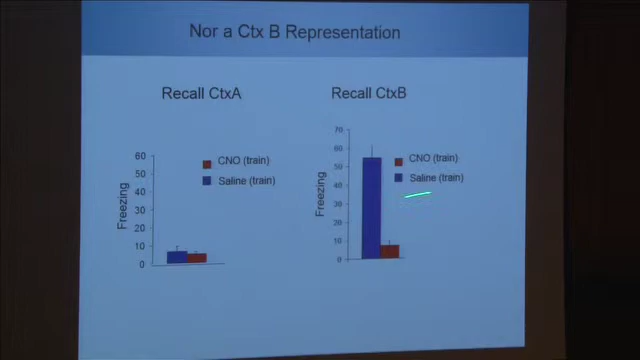 Nor a Ctx B Representation
Recall CtxA
Recall CtxB
60
50
40
30
20
10
0
Freezing
CNO (train)
Saline (train)
70
60
50
40
30
20
10
0
Freezing
CNO (train)
Saline (train)